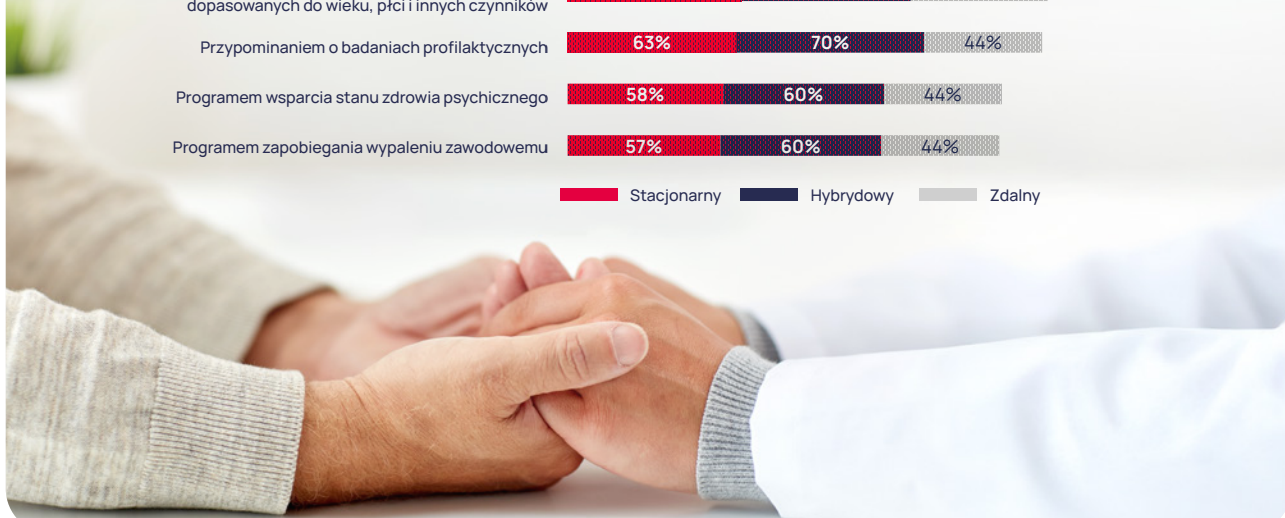 dopasowanych do wieku, płci i innych czynników
Przypominaniem o badaniach profilaktycznych 63% 70% 44%
Programem wsparcia stanu zdrowia psychicznego 58% 60% 44%
Programem zapobiegania wypaleniu zawodowemu 57% 60% 44%
Stacjonarny Hybrydowy Zdalny